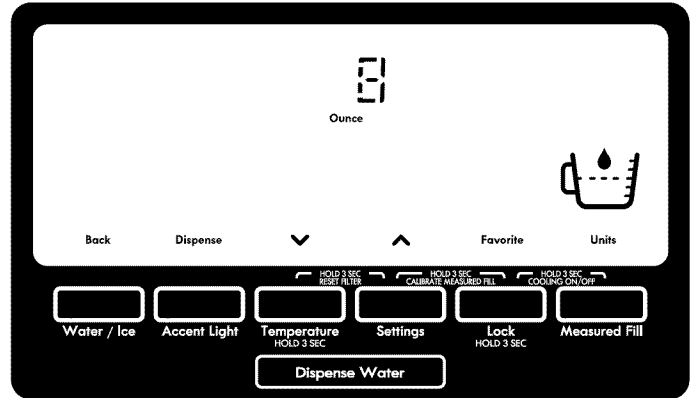 8
Ounce
Back Dispense Favorite Units
HOLD 3 SEC HOLD 3 SEC HOLD 3 SEC
RESET FILTER CALIBRATE MEASURED FILL COOLING ON/OFF
Water / Ice Accent Light Temperature Settings Lock Measured Fill
HOLD 3 SEC HOLD 3 SEC
Dispense Water